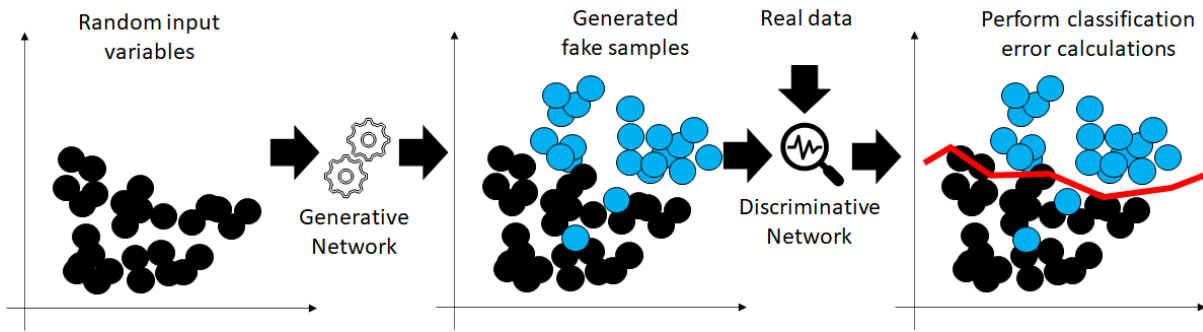 Random input
variables
Generative
Network
Generated
fake samples
Real data
Discriminative
Network
Perform classification
error calculations